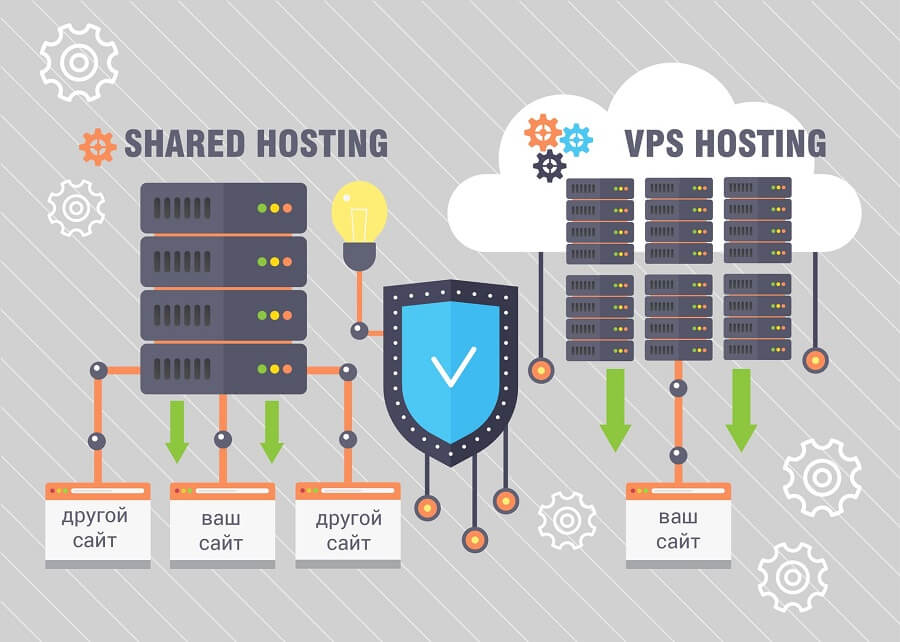 SHARED HOSTING
VPS HOSTING
другой
сайт
ваш
сайт
другой
сайт
ваш
сайт